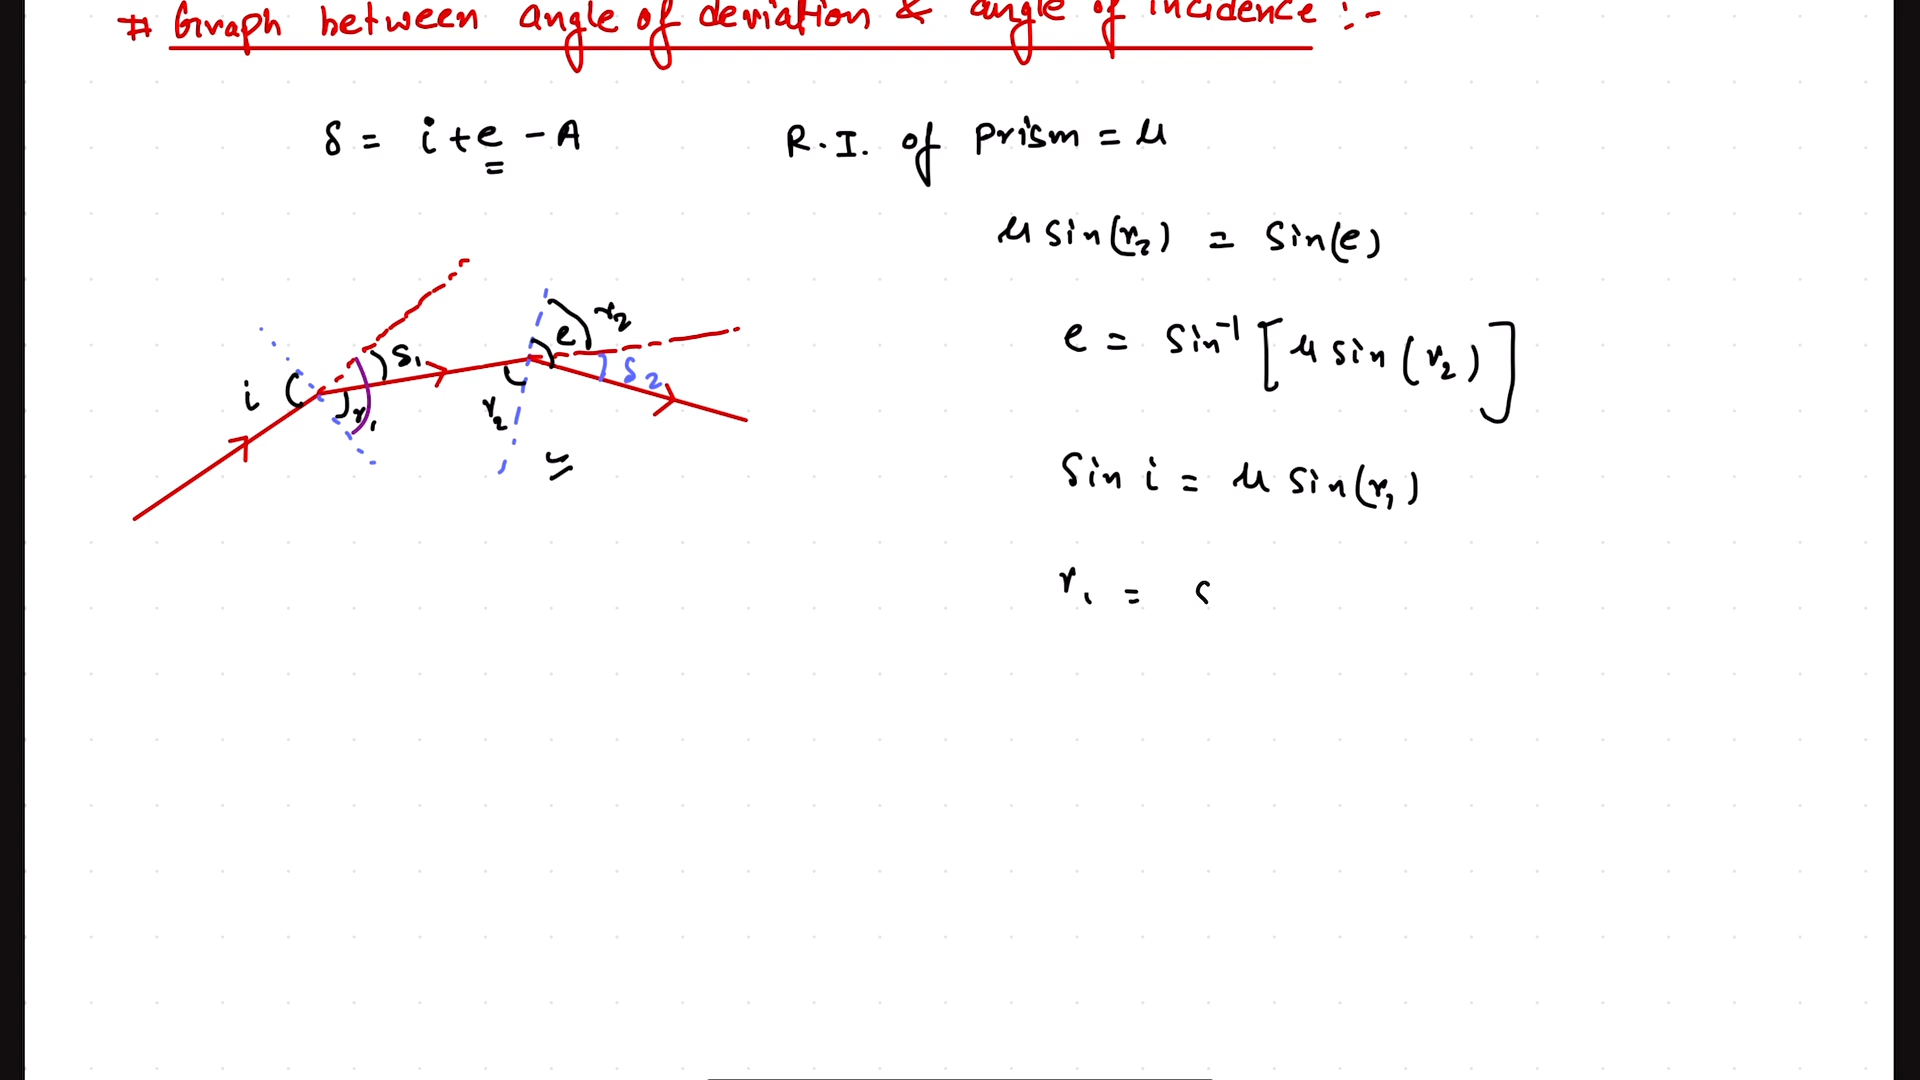 # Graph between angle of deviation & angle of incidence :-
δ = i + e - A
R.I. of prism = μ
μ sin(r₂) = sin(e)
e = sin⁻¹ [μ sin(r₂)]
sin i = μ sin(r₁)
r₁ = s
i
r₁
δ₁
r₂
e
r₂
δ₂